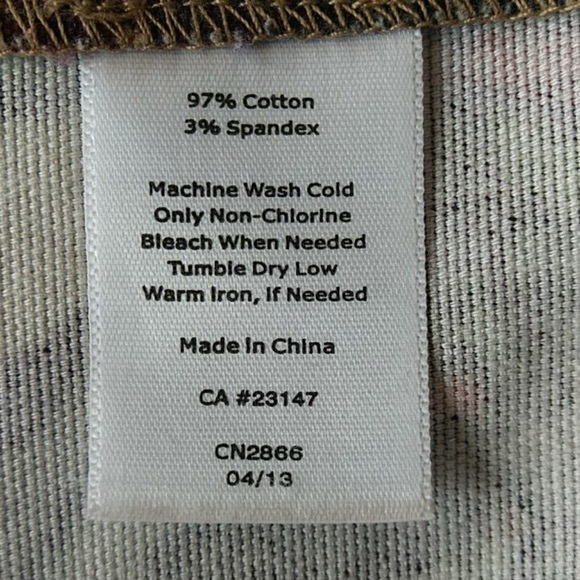 97% Cotton
3% Spandex
Machine Wash Cold
Only Non-Chlorine
Bleach When Needed
Tumble Dry Low
Warm Iron, If Needed
Made In China
CA #23147
CN2866
04/13